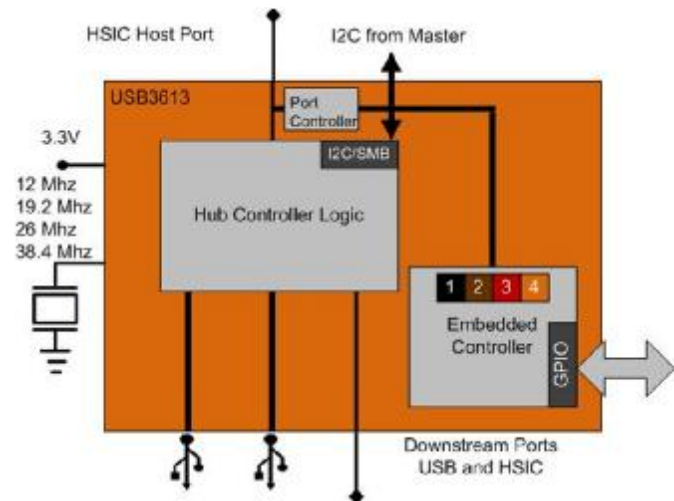 HSIC Host Port
I2C from Master
USB3613
Port
Controller
3.3V
I2C/SMB
12 Mhz
19.2 Mhz
26 Mhz
38.4 Mhz
Hub Controller Logic
1 2 3 4
Embedded
Controller
GPIO
Downstream Ports
USB and HSIC